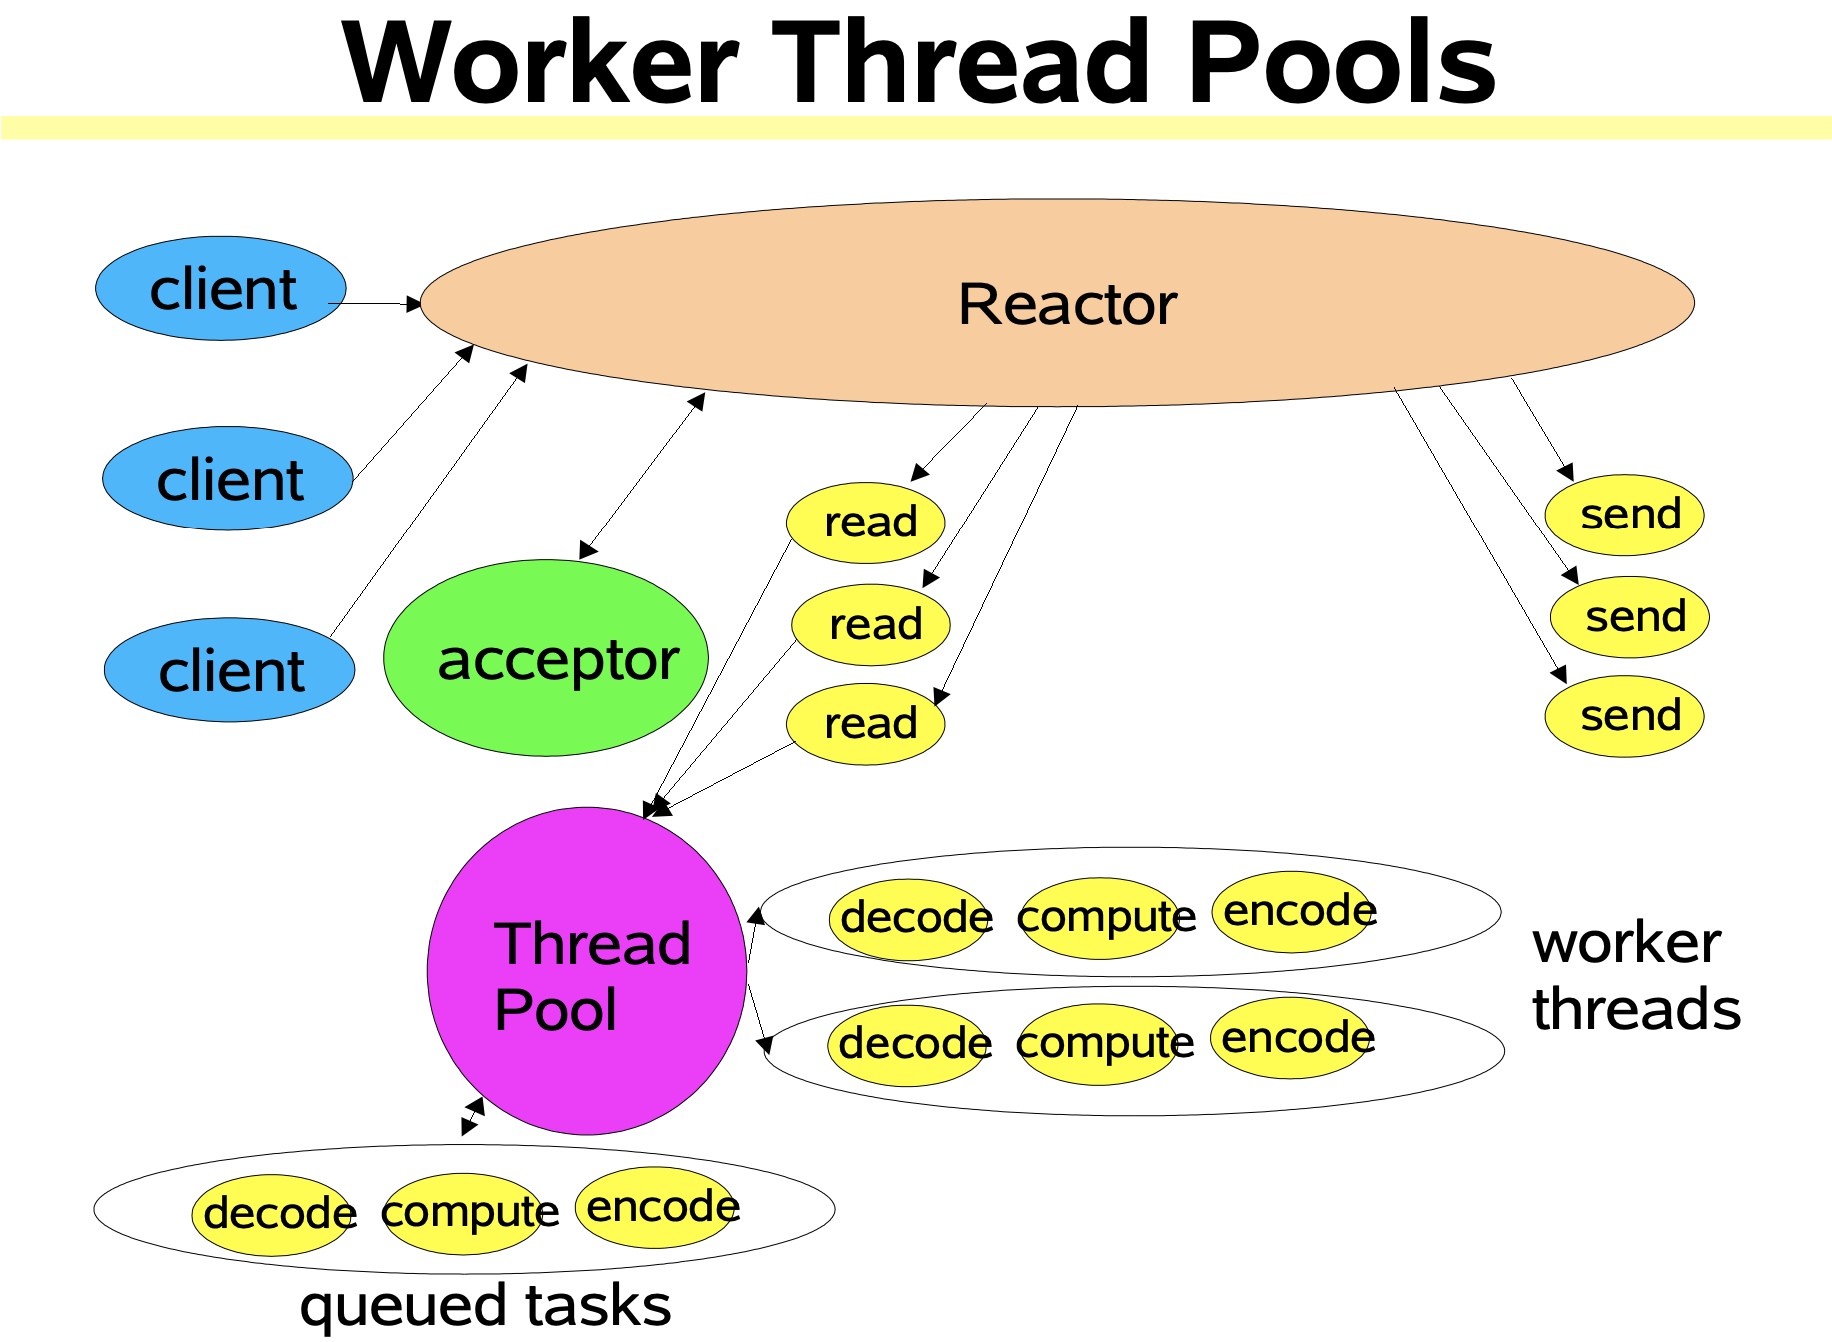 Worker Thread Pools
client
Reactor
client
client
acceptor
read
read
read
send
send
send
Thread
Pool
decode compute encode
decode compute encode
worker
threads
decode compute encode
queued tasks